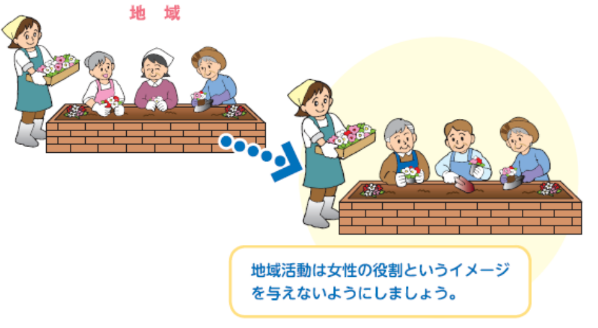 地 域
地域活動は女性の役割というイメージ
を与えないようにしましょう。